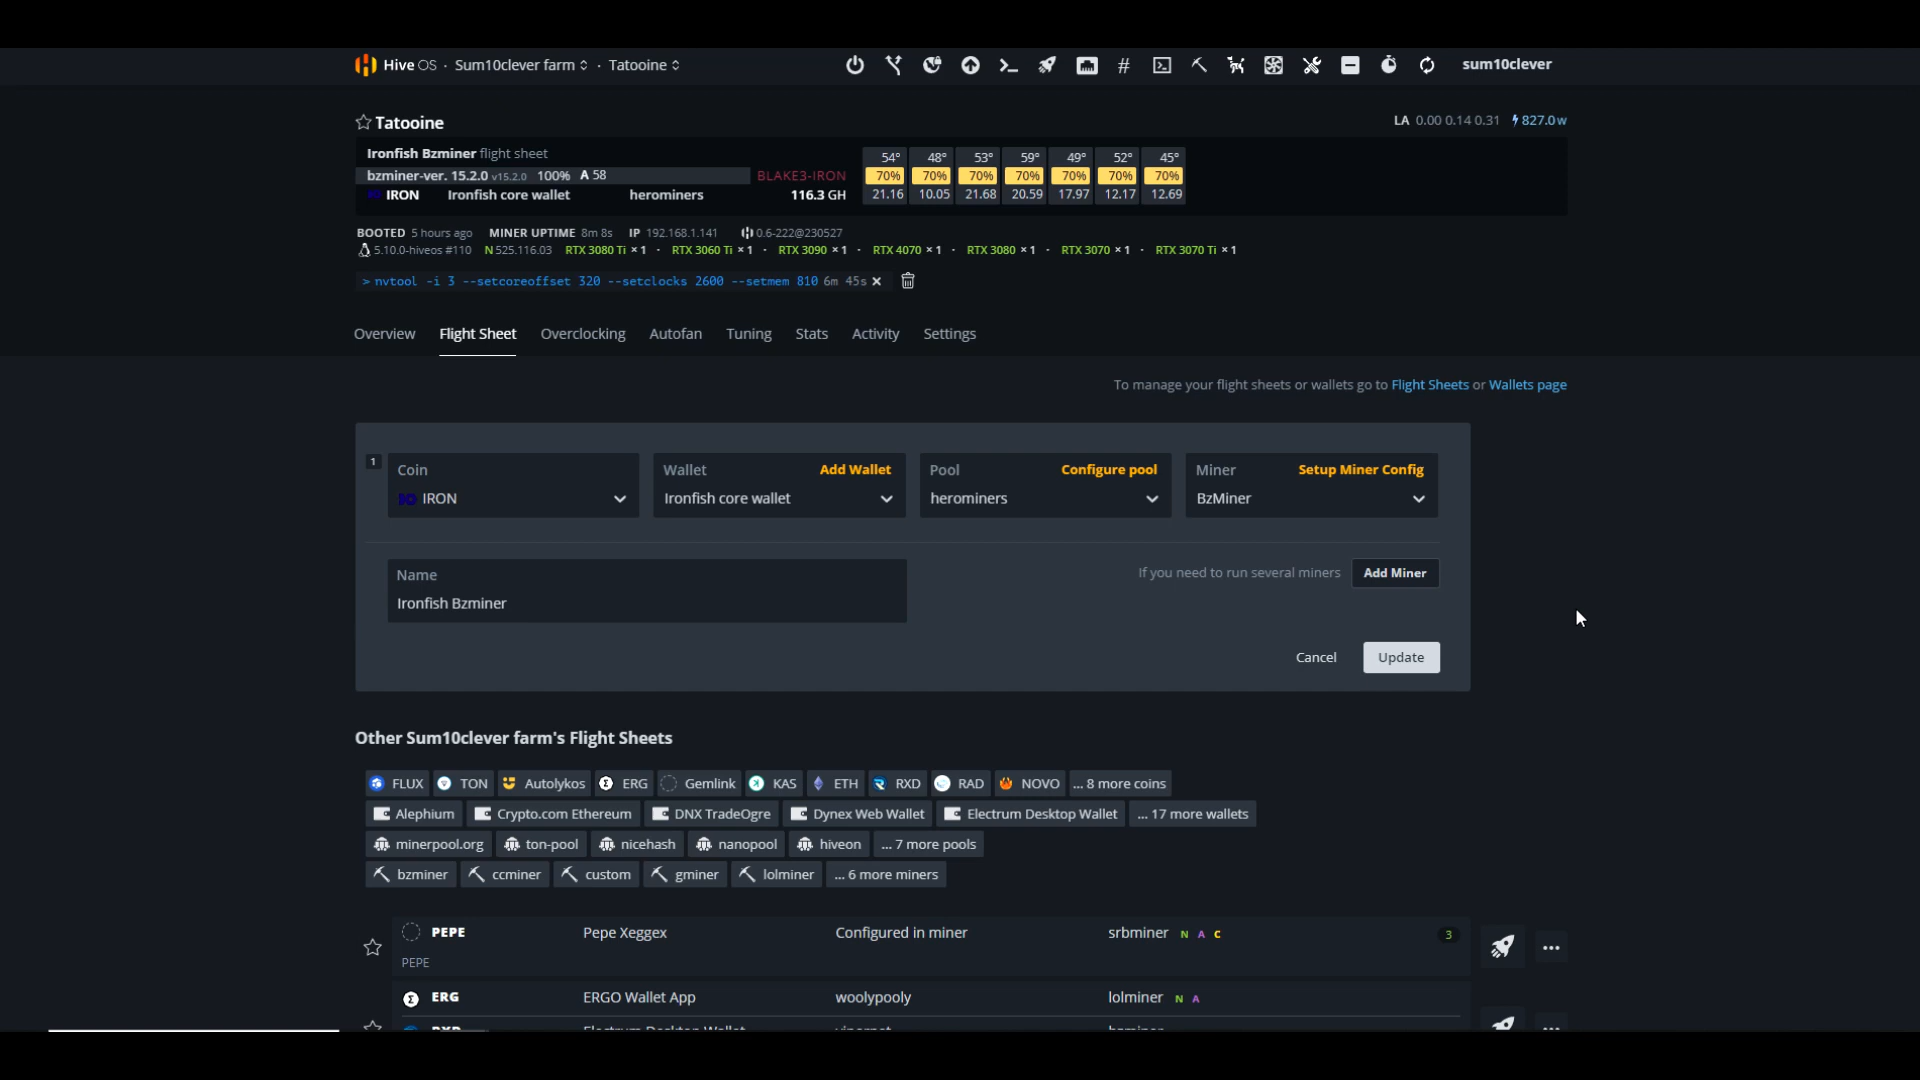 Hive OS · Sum10clever farm · Tatooine # sum10clever
Tatooine LA 0.00 0.14 0.31 827.0w
Ironfish Bzminer flight sheet 54° 48° 53° 59° 49° 52° 45°
bzminer-ver. 15.2.0 v15.2.0 100% A 58 BLAKE3-IRON 70% 70% 70% 70% 70% 70% 70%
IRON Ironfish core wallet herominers 116.3 GH 21.16 10.05 21.68 20.59 17.97 12.17 12.69
BOOTED 5 hours ago MINER UPTIME 8m 8s IP 192.168.1.141 0.6-222@230527
5.10.0-hiveos #110 N 525.116.03 RTX 3080 Ti × 1 · RTX 3060 Ti × 1 · RTX 3090 × 1 · RTX 4070 × 1 · RTX 3080 × 1 · RTX 3070 × 1 · RTX 3070 Ti × 1
> nvtool -i 3 --setcoreoffset 320 --setclocks 2600 --setmem 810 6m 45s ×
Overview Flight Sheet Overclocking Autofan Tuning Stats Activity Settings
To manage your flight sheets or wallets go to Flight Sheets or Wallets page
1 Coin Wallet Add Wallet Pool Configure pool Miner Setup Miner Config
IRON Ironfish core wallet herominers BzMiner
Name If you need to run several miners Add Miner
Ironfish Bzminer
Cancel Update
Other Sum10clever farm's Flight Sheets
FLUX TON Autolykos ERG Gemlink KAS ETH RXD RAD NOVO ... 8 more coins
Alephium Crypto.com Ethereum DNX TradeOgre Dynex Web Wallet Electrum Desktop Wallet ... 17 more wallets
minerpool.org ton-pool nicehash nanopool hiveon ... 7 more pools
bzminer ccminer custom gminer lolminer ... 6 more miners
PEPE Pepe Xeggex Configured in miner srbminer N A C 3
PEPE
ERG ERGO Wallet App woolypooly lolminer N A